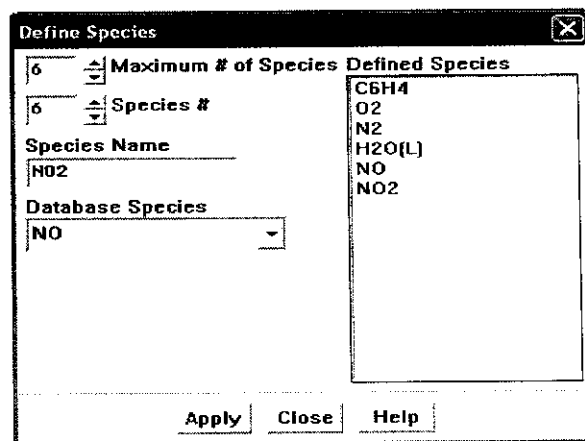 Define Species
6 Maximum # of Species
6 Species #
Species Name
NO2
Database Species
NO
Defined Species
C6H4
O2
N2
H2O(L)
NO
NO2
Apply Close Help